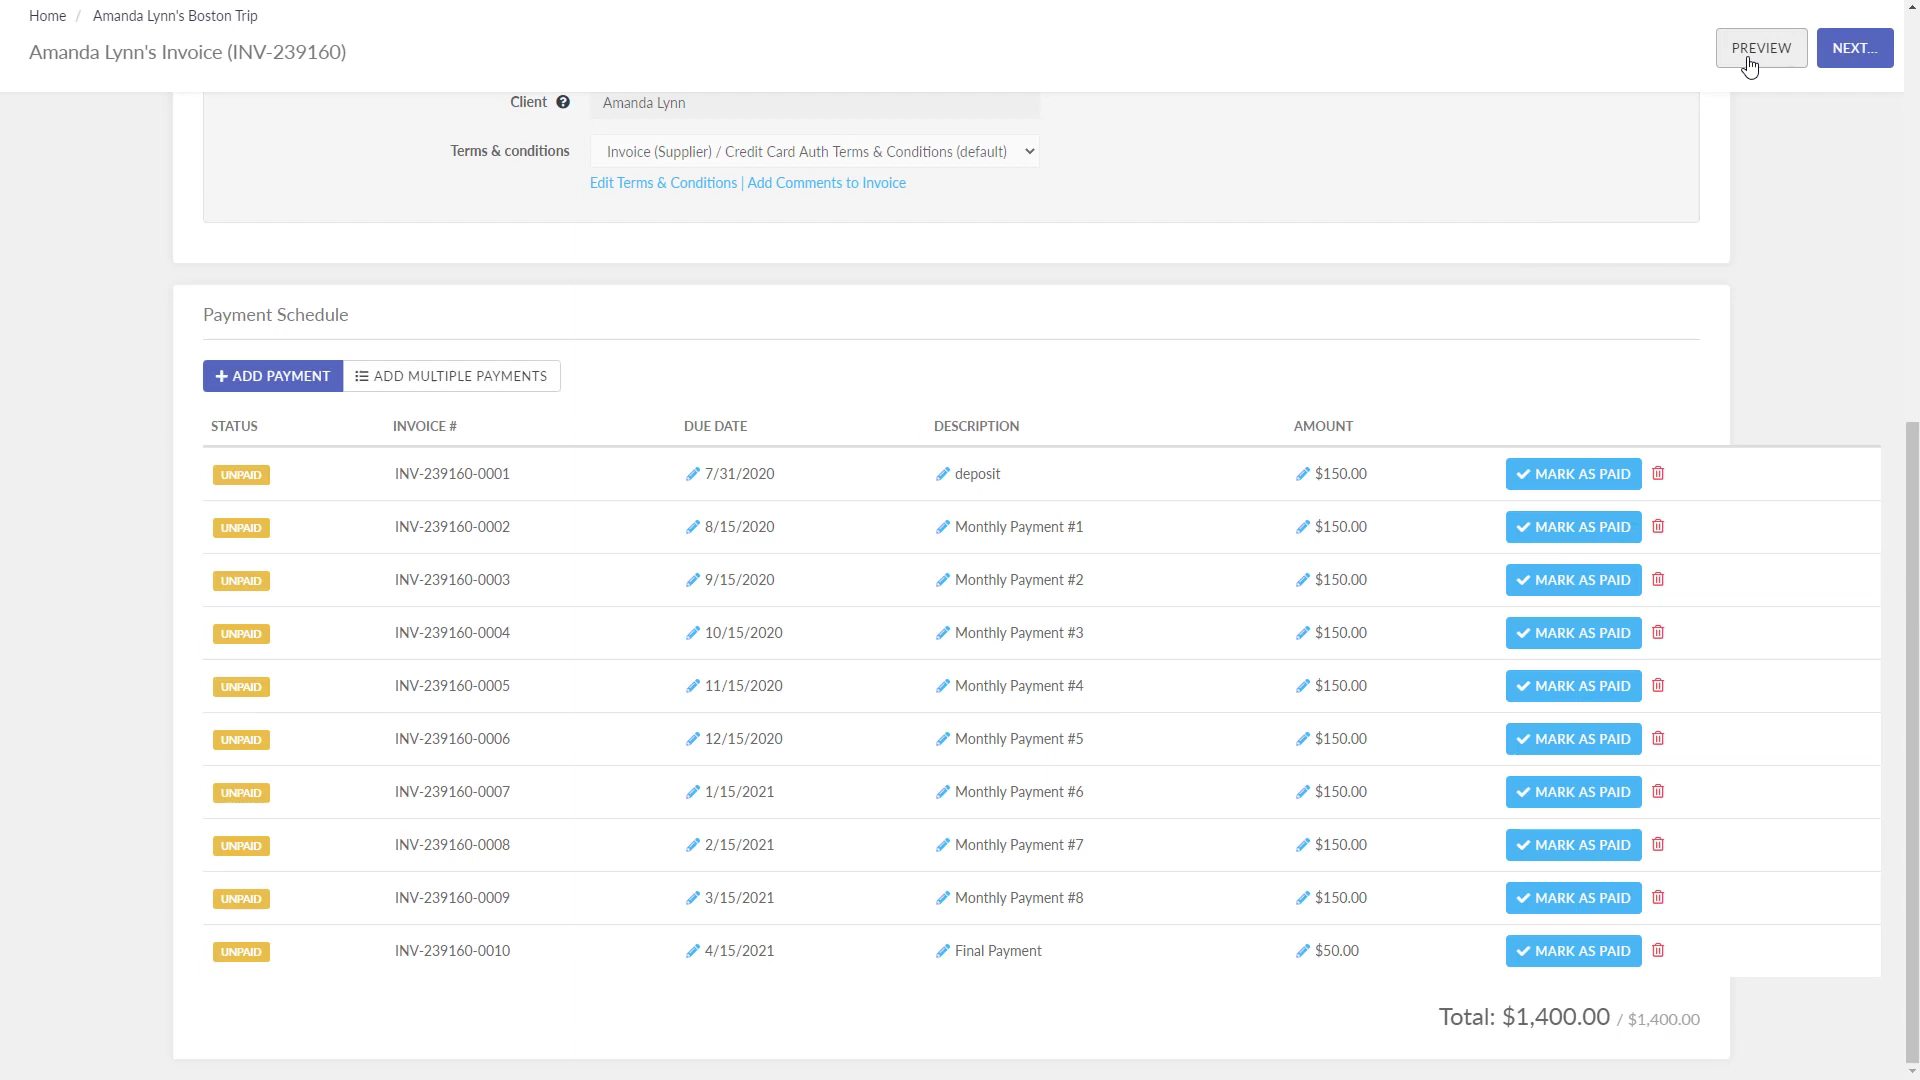 Home / Amanda Lynn's Boston Trip
Amanda Lynn's Invoice (INV-239160)
PREVIEW NEXT...
Client Amanda Lynn
Terms & conditions Invoice (Supplier) / Credit Card Auth Terms & Conditions (default)
Edit Terms & Conditions | Add Comments to Invoice
Payment Schedule
ADD PAYMENT ADD MULTIPLE PAYMENTS
STATUS INVOICE # DUE DATE DESCRIPTION AMOUNT
UNPAID INV-239160-0001 7/31/2020 deposit $150.00 MARK AS PAID
UNPAID INV-239160-0002 8/15/2020 Monthly Payment #1 $150.00 MARK AS PAID
UNPAID INV-239160-0003 9/15/2020 Monthly Payment #2 $150.00 MARK AS PAID
UNPAID INV-239160-0004 10/15/2020 Monthly Payment #3 $150.00 MARK AS PAID
UNPAID INV-239160-0005 11/15/2020 Monthly Payment #4 $150.00 MARK AS PAID
UNPAID INV-239160-0006 12/15/2020 Monthly Payment #5 $150.00 MARK AS PAID
UNPAID INV-239160-0007 1/15/2021 Monthly Payment #6 $150.00 MARK AS PAID
UNPAID INV-239160-0008 2/15/2021 Monthly Payment #7 $150.00 MARK AS PAID
UNPAID INV-239160-0009 3/15/2021 Monthly Payment #8 $150.00 MARK AS PAID
UNPAID INV-239160-0010 4/15/2021 Final Payment $50.00 MARK AS PAID
Total: $1,400.00 / $1,400.00